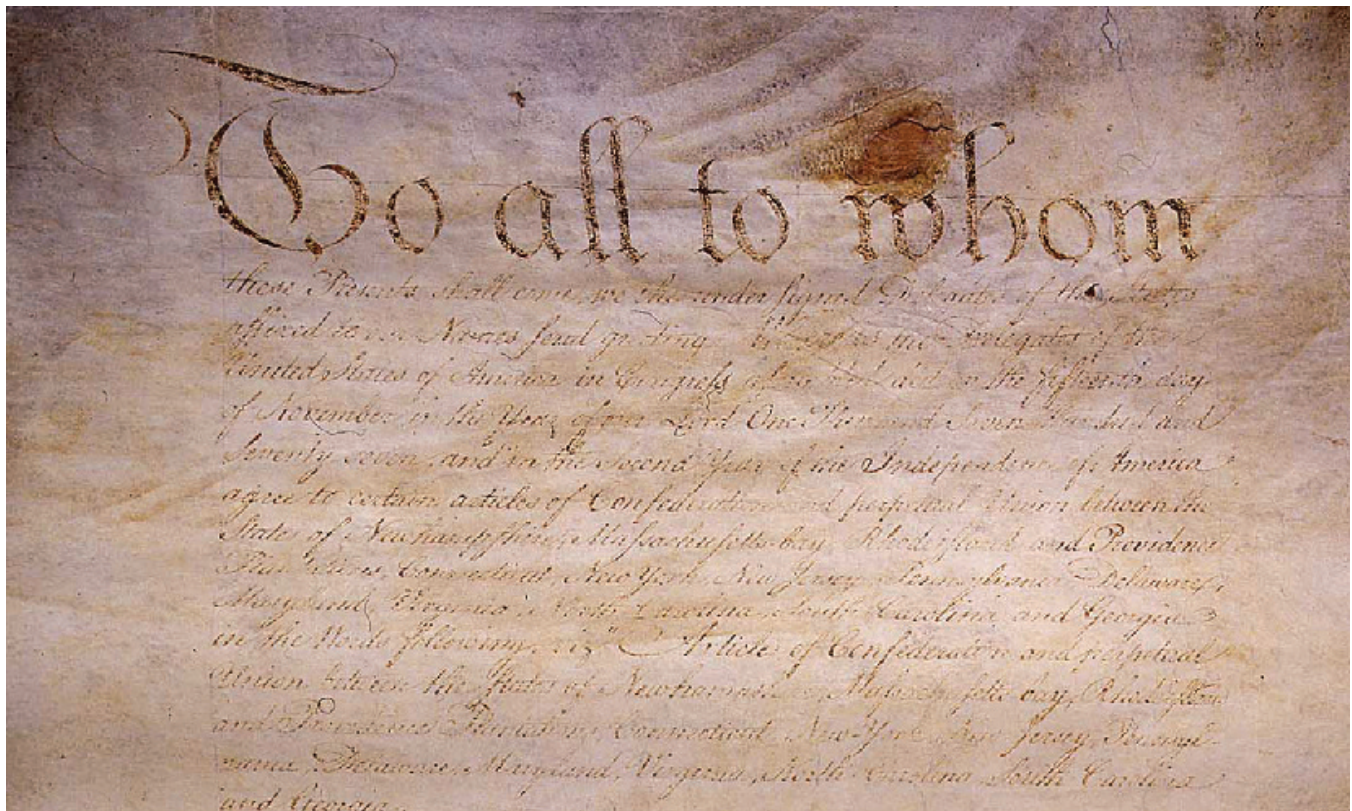 To all to whom
these Presents shall come, we the under signed Delegates of the States
affixed to our Names send greeting. Whereas the Delegates of the
United States of America in Congress assembled did on the fifteenth day
of November in the Year of our Lord One Thousand Seven Hundred and
Seventy seven, and in the Second Year of the Independence of America
agree to certain articles of Confederation and perpetual Union between the
States of Newhampshire, Massachusetts-bay, Rhodeisland and Providence
Plantations, Connecticut, New York, New Jersey, Pennsylvania, Delaware,
Maryland, Virginia, North-Carolina, South-Carolina and Georgia
in the Words following, viz. Articles of Confederation and perpetual
Union between the States of Newhampshire, Massachusetts-bay, Rhodeisland
and Providence Plantations, Connecticut, New-York, New-Jersey, Pennsyl-
vania, Delaware, Maryland, Virginia, North-Carolina, South-Carolina
and Georgia.